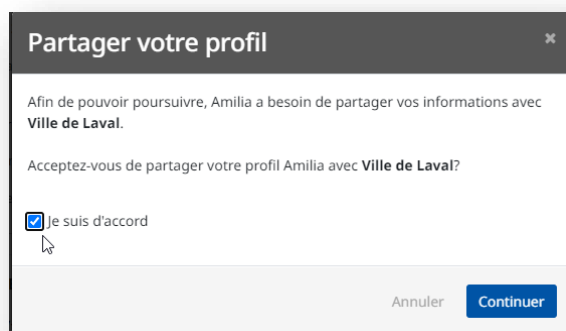 Partager votre profil
Afin de pouvoir poursuivre, Amilia a besoin de partager vos informations avec
Ville de Laval.
Acceptez-vous de partager votre profil Amilia avec Ville de Laval?
Je suis d'accord
Annuler Continuer